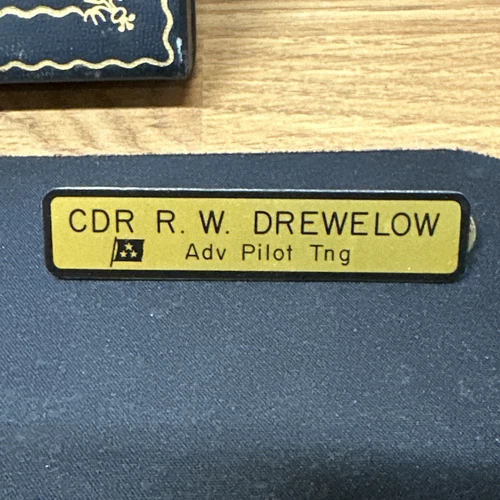 CDR R. W. DREWELOW
Adv Pilot Tng